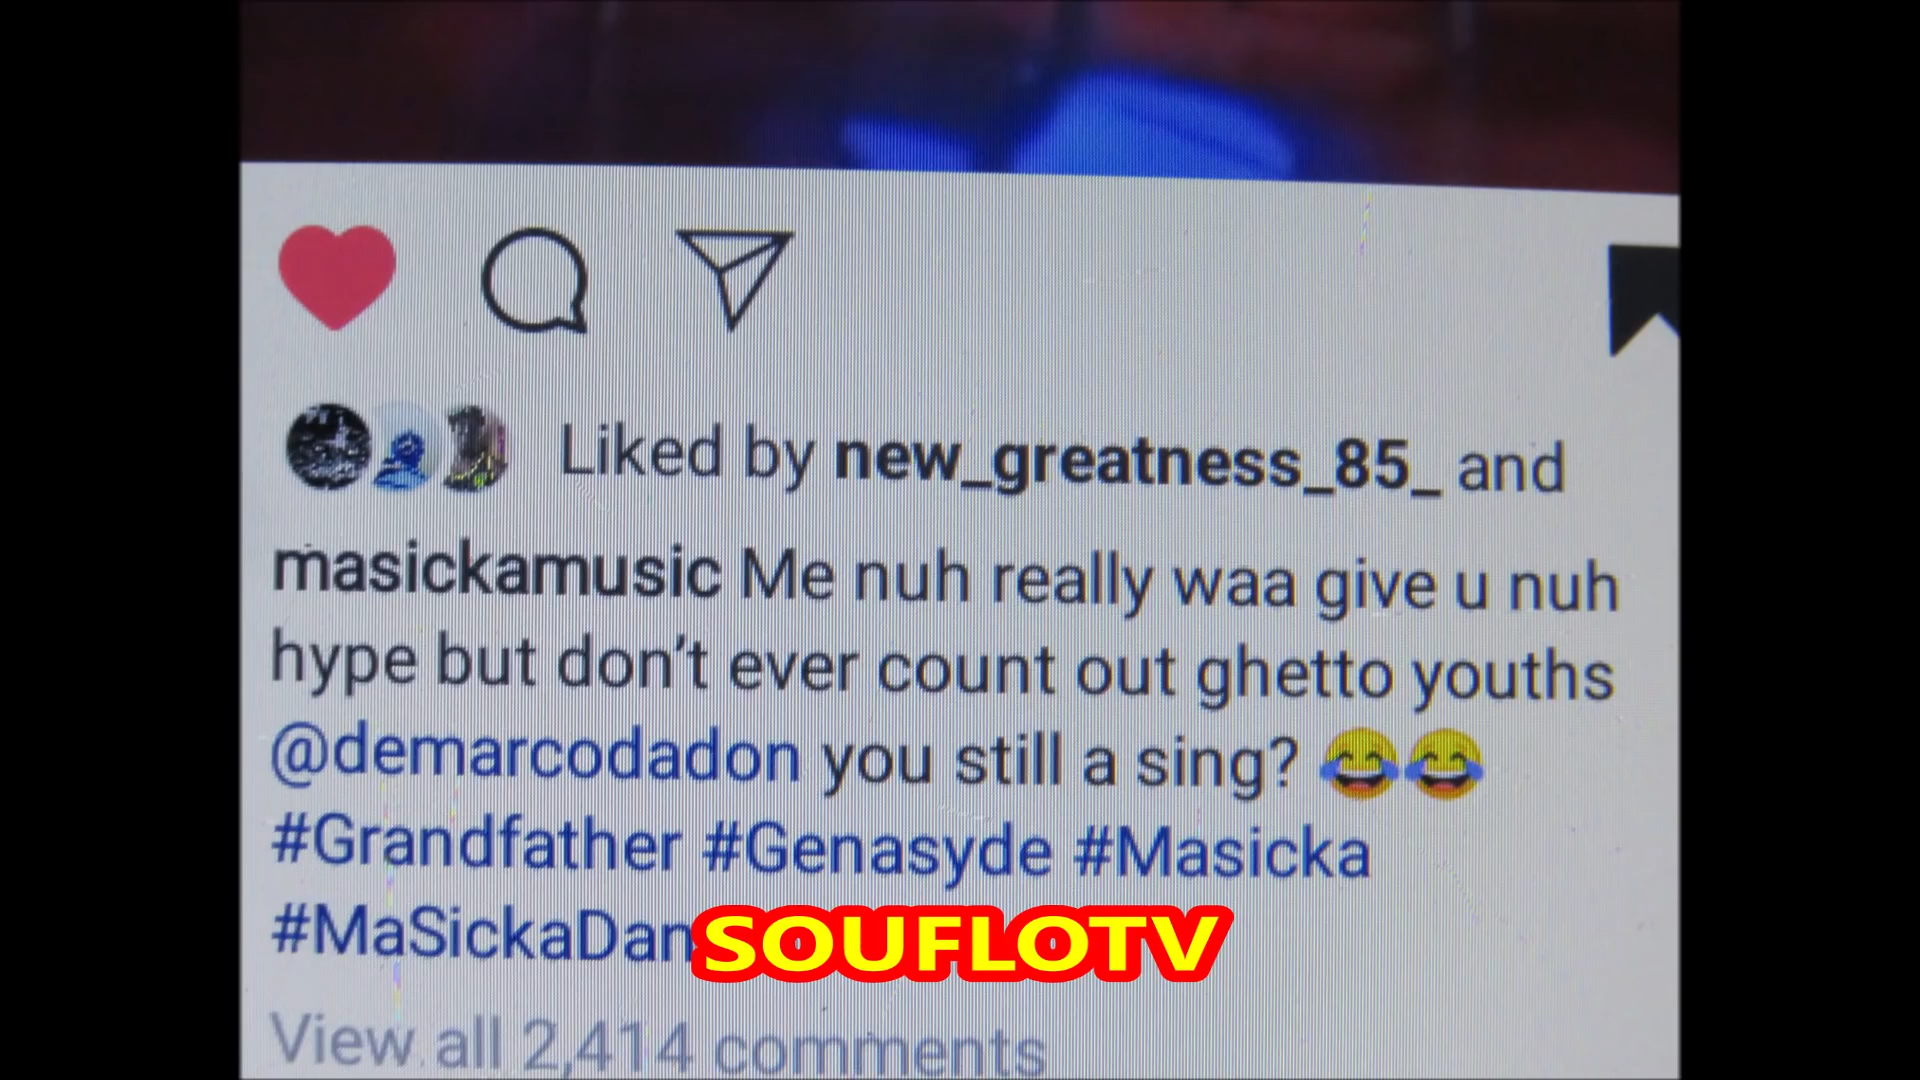 Liked by new_greatness_85_ and
masickamusic Me nuh really waa give u nuh
hype but don't ever count out ghetto youths
@demarcodadon you still a sing? 😂😂
#Grandfather #Genasyde #Masicka
#MaSickaDan
SOUFLOTV
View all 2,414 comments